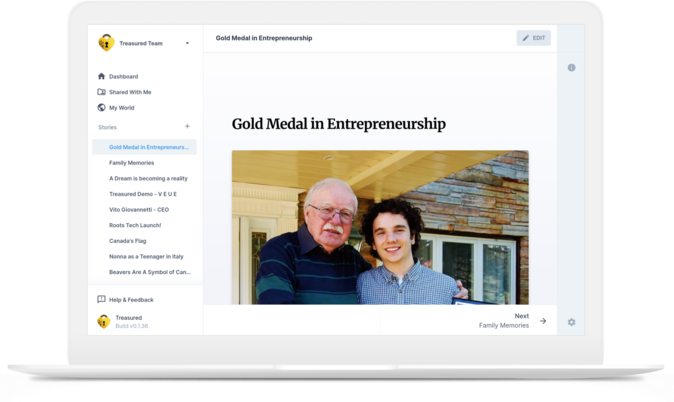 Treasured Team
Dashboard
Shared With Me
My World
Stories
Gold Medal in Entrepreneurs...
Family Memories
A Dream is becoming a reality
Treasured Demo - V E U E
Vito Giovannetti - CEO
Roots Tech Launch!
Canada's Flag
Nonna as a Teenager in Italy
Beavers Are A Symbol of Can...
Help & Feedback
Treasured
Build v0.1.36
Gold Medal in Entrepreneurship
EDIT
Gold Medal in Entrepreneurship
Next
Family Memories